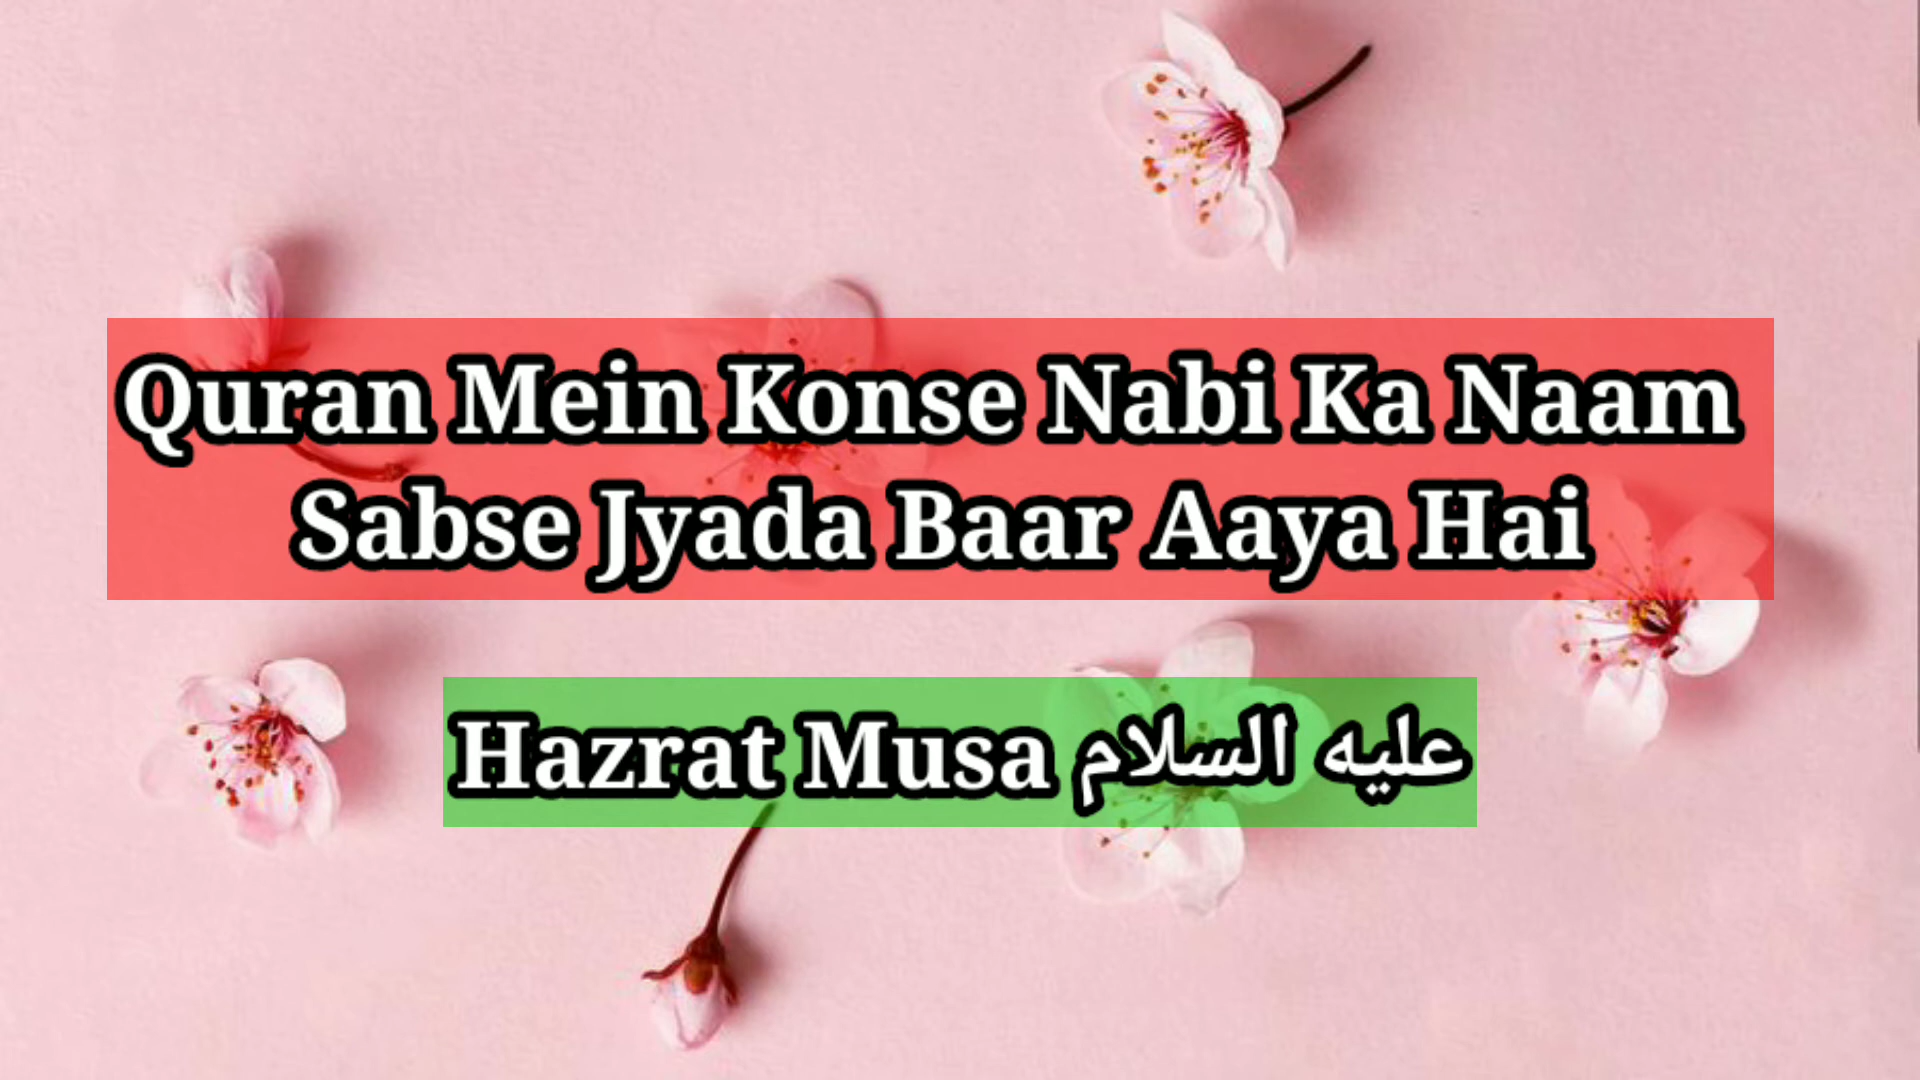 Quran Mein Konse Nabi Ka Naam
Sabse Jyada Baar Aaya Hai
Hazrat Musa عليه السلام